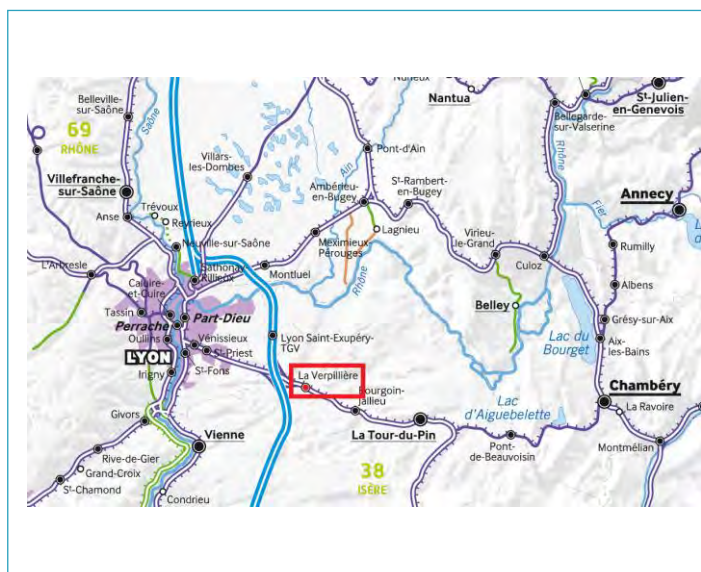 Nurieux
Nantua
St-Julien-
en-Genevois
Bellegarde-
sur-Valserine
Belleville-
sur-Saône
Saône
69
RHÔNE
Villars-
les-Dombes
Ain
Pont-d'Ain
Rhône
Villefranche-
sur-Saône
Ambérieu-
en-Bugey
St-Rambert-
en-Bugey
Annecy
Fier
Trévoux
Reyrieux
Anse
Lagnieu
Virieu-
le-Grand
Rumilly
Neuville-sur-Saône
Meximieux-
Pérouges
Culoz
L'Arbresle
Sathonay-
Rillieux
Montluel
Rhône
Albens
Caluire-
et-Cuire
Belley
Tassin
Part-Dieu
Grésy-sur-Aix
Perrache
Lac du
Bourget
Oullins
Vénissieux
Lyon Saint-Exupéry-
TGV
Aix-
les-Bains
LYON
St-Priest
St-Fons
Irigny
La Verpillière
Bourgoin-
Jallieu
Lac
d'Aiguebelette
Chambéry
La Ravoire
Givors
La Tour-du-Pin
Vienne
Pont-
de-Beauvoisin
Montmélian
Rive-de-Gier
Grand-Croix
St-Chamond
38
ISÈRE
Condrieu